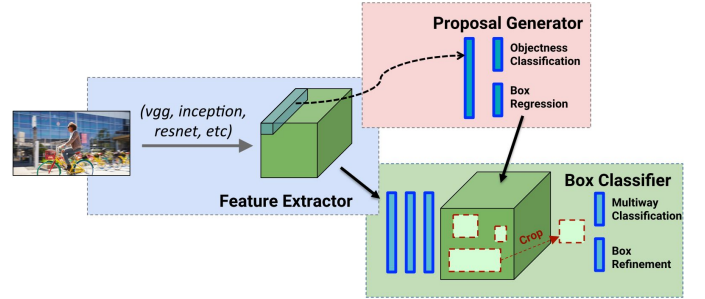 Proposal Generator
Objectness
Classification
Box
Regression
(vgg, inception,
resnet, etc)
Feature Extractor
Box Classifier
Multiway
Classification
Crop
Box
Refinement